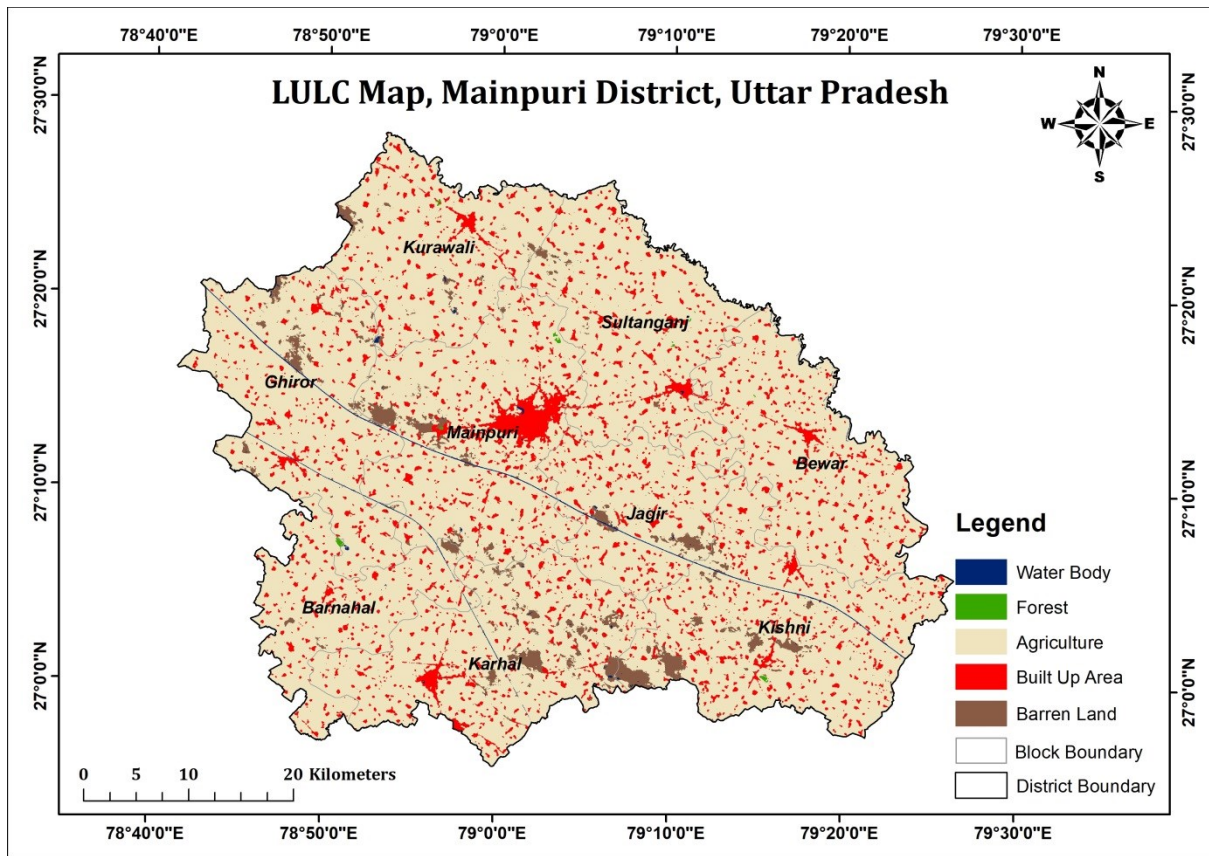 78°40'0"E 78°50'0"E 79°0'0"E 79°10'0"E 79°20'0"E 79°30'0"E
LULC Map, Mainpuri District, Uttar Pradesh
N
W E
S
27°30'0"N 27°30'0"N
Kurawali
27°20'0"N 27°20'0"N
Sultanganj
Ghiror
Mainpuri
Bewar
27°10'0"N 27°10'0"N
Jagir
Barnahal
Kishni
Karhal
27°0'0"N 27°0'0"N
Legend
Water Body
Forest
Agriculture
Built Up Area
Barren Land
Block Boundary
District Boundary
0 5 10 20 Kilometers
78°40'0"E 78°50'0"E 79°0'0"E 79°10'0"E 79°20'0"E 79°30'0"E